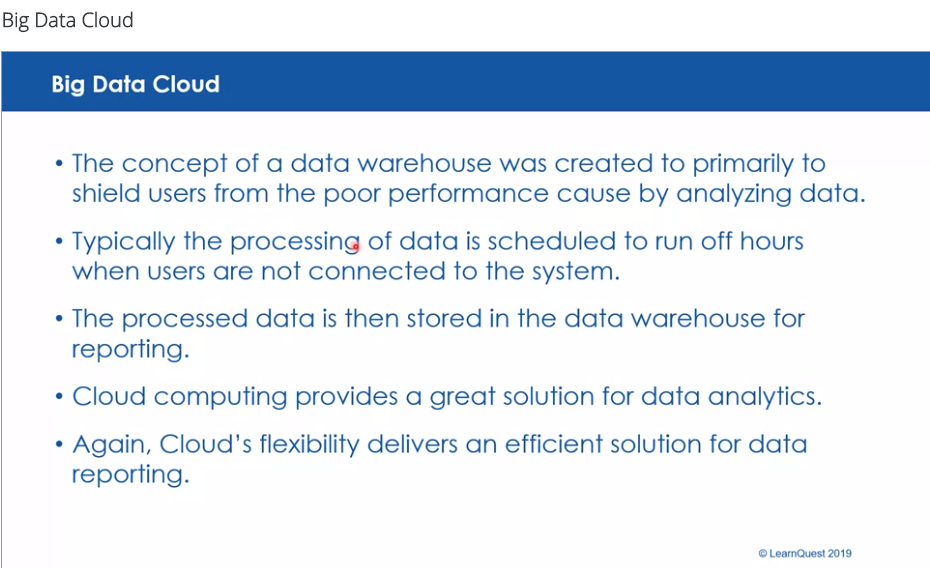 Big Data Cloud
Big Data Cloud
• The concept of a data warehouse was created to primarily to
shield users from the poor performance cause by analyzing data.
• Typically the processing of data is scheduled to run off hours
when users are not connected to the system.
• The processed data is then stored in the data warehouse for
reporting.
• Cloud computing provides a great solution for data analytics.
• Again, Cloud's flexibility delivers an efficient solution for data
reporting.
© LearnQuest 2019